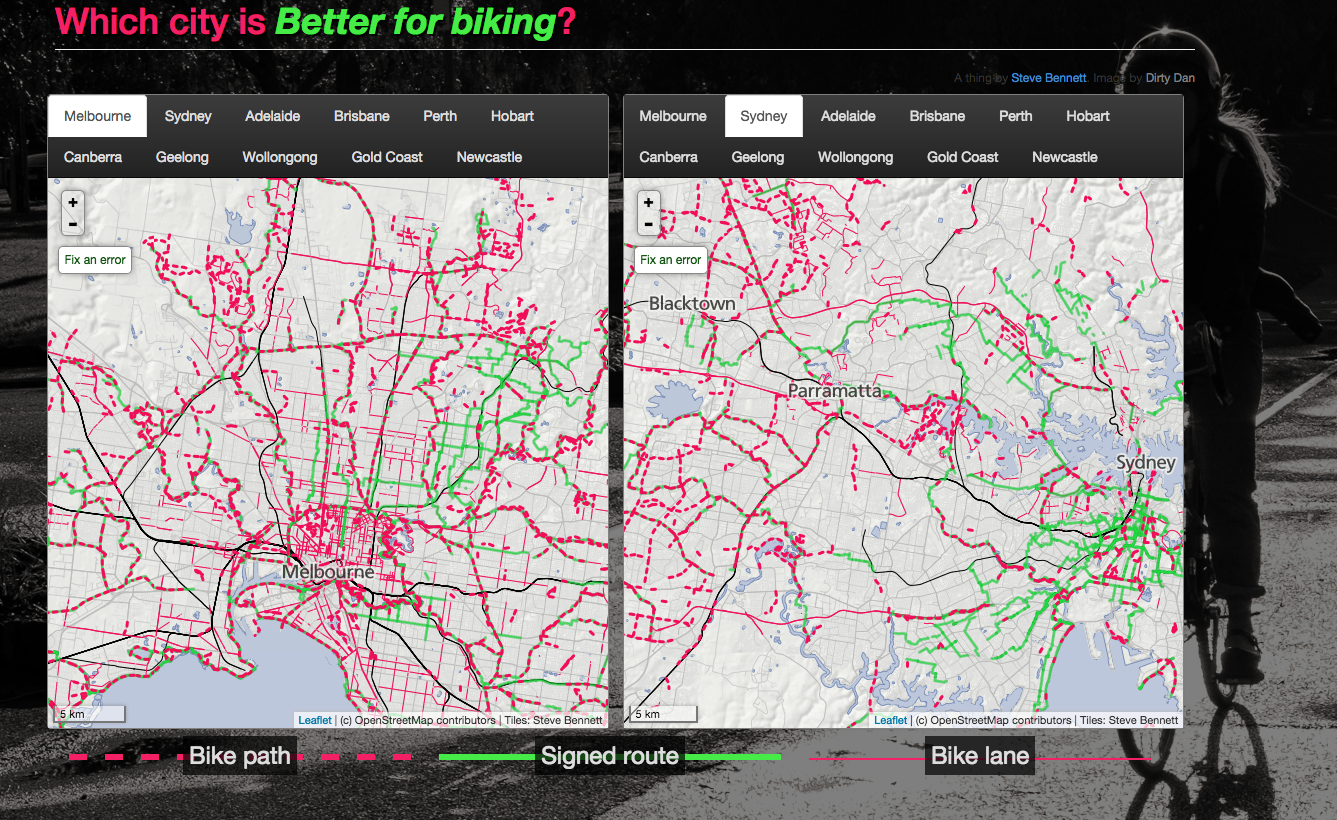 Which city is Better for biking?
A thing by Steve Bennett. Image by Dirty Dan
Melbourne Sydney Adelaide Brisbane Perth Hobart
Canberra Geelong Wollongong Gold Coast Newcastle
+
-
Fix an error
Melbourne
5 km
Leaflet | (c) OpenStreetMap contributors | Tiles: Steve Bennett
Melbourne Sydney Adelaide Brisbane Perth Hobart
Canberra Geelong Wollongong Gold Coast Newcastle
+
-
Fix an error
Blacktown
Parramatta
Sydney
5 km
Leaflet | (c) OpenStreetMap contributors | Tiles: Steve Bennett
Bike path Signed route Bike lane